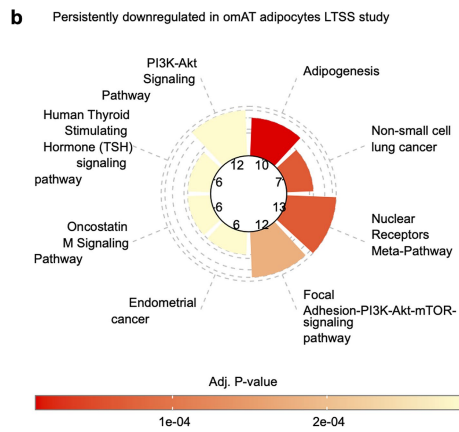 b
Persistently downregulated in omAT adipocytes LTSS study
PI3K-Akt
Signaling
Pathway
Adipogenesis
Human Thyroid
Stimulating
Hormone (TSH)
signaling
pathway
Non-small cell
lung cancer
12
10
6
7
6
13
6
12
Oncostatin
M Signaling
Pathway
Nuclear
Receptors
Meta-Pathway
Endometrial
cancer
Focal
Adhesion-PI3K-Akt-mTOR-
signaling
pathway
Adj. P-value
1e-04
2e-04